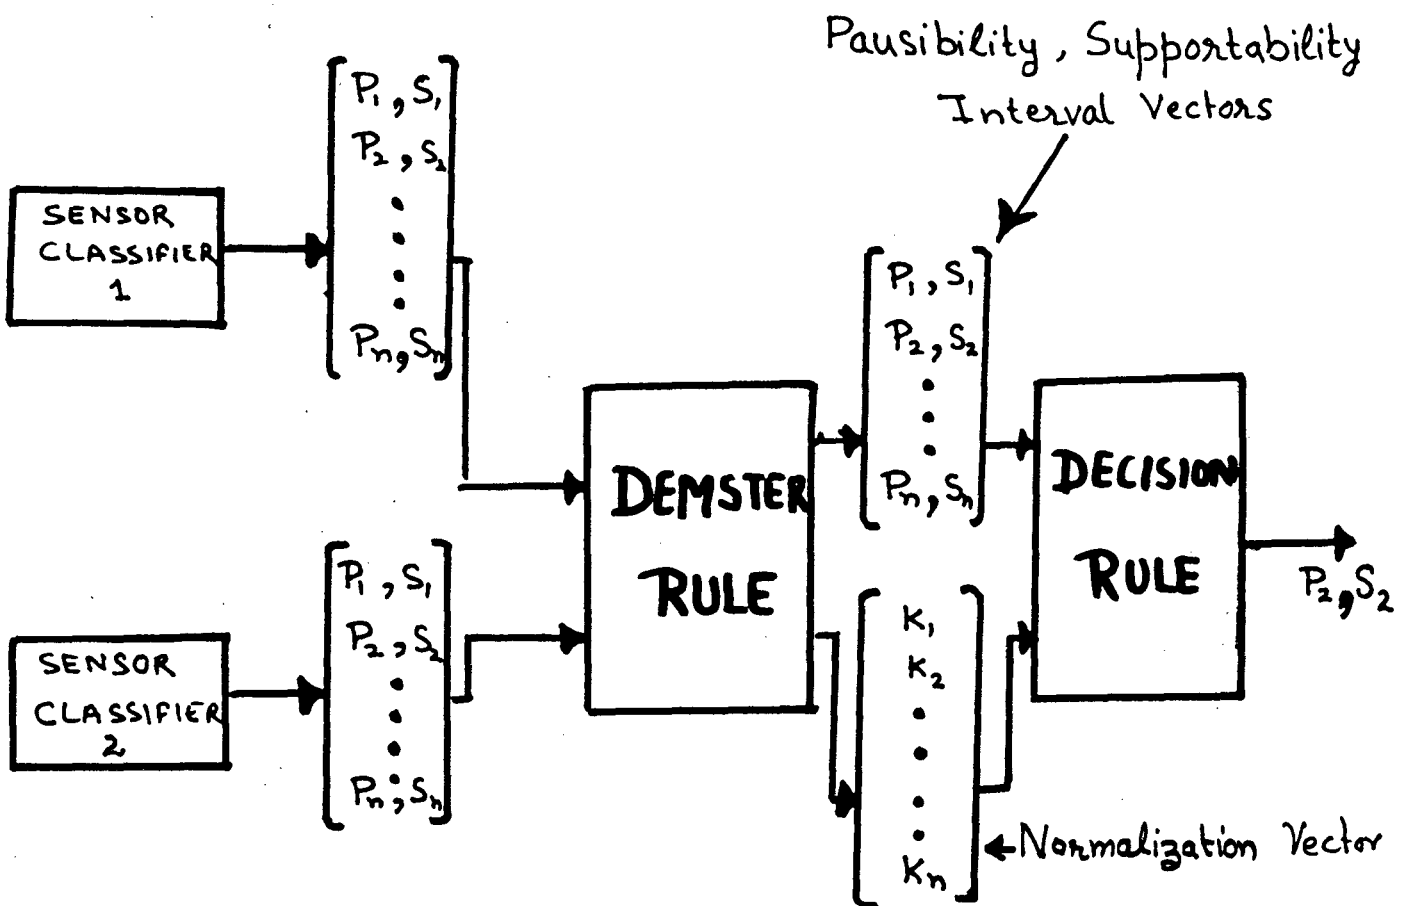 Pausibility, Supportability
Interval Vectors
SENSOR
CLASSIFIER
1
P1, S1
P2, S2
Pn, Sn
SENSOR
CLASSIFIER
2
P1, S1
P2, S2
Pn, Sn
DEMSTER
RULE
P1, S1
P2, S2
Pn, Sn
K1
K2
Kn
Normalization Vector
DECISION
RULE
P2, S2